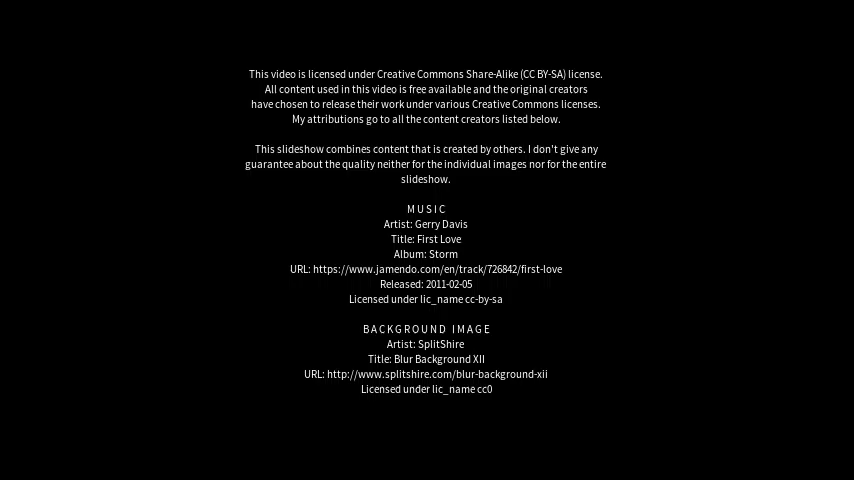 This video is licensed under Creative Commons Share-Alike (CC BY-SA) license.
All content used in this video is free available and the original creators
have chosen to release their work under various Creative Commons licenses.
My attributions go to all the content creators listed below.
This slideshow combines content that is created by others. I don't give any
guarantee about the quality neither for the individual images nor for the entire
slideshow.
MUSIC
Artist: Gerry Davis
Title: First Love
Album: Storm
URL: https://www.jamendo.com/en/track/726842/first-love
Released: 2011-02-05
Licensed under lic_name cc-by-sa
BACKGROUND IMAGE
Artist: SplitShire
Title: Blur Background XII
URL: http://www.splitshire.com/blur-background-xii
Licensed under lic_name cc0